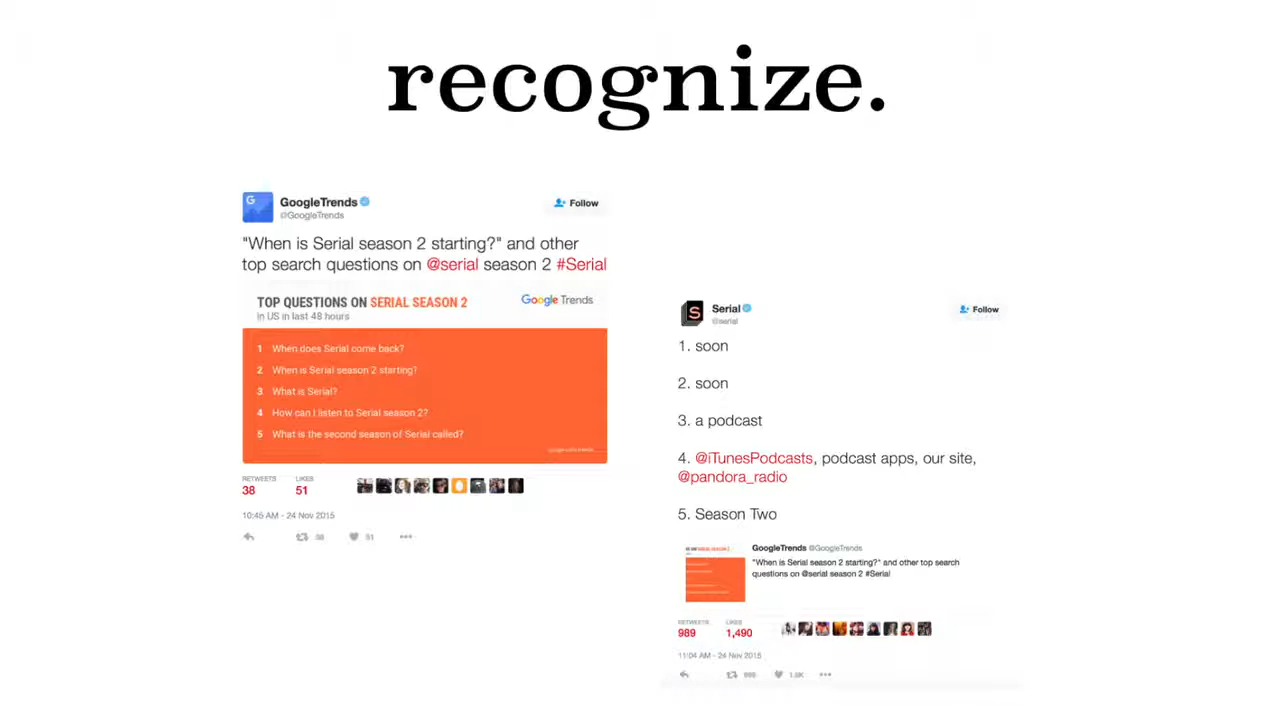 recognize.
GoogleTrends
@GoogleTrends
Follow
"When is Serial season 2 starting?" and other
top search questions on @serial season 2 #Serial
TOP QUESTIONS ON SERIAL SEASON 2
in US in last 48 hours
Google Trends
1 When does Serial come back?
2 When is Serial season 2 starting?
3 What is Serial?
4 How can I listen to Serial season 2?
5 What is the second season of Serial called?
RETWEETS
38
LIKES
51
10:45 AM - 24 Nov 2015
38
51
Serial
@serial
Follow
1. soon
2. soon
3. a podcast
4. @iTunesPodcasts, podcast apps, our site,
@pandora_radio
5. Season Two
GoogleTrends @GoogleTrends
"When is Serial season 2 starting?" and other top search
questions on @serial season 2 #Serial
RETWEETS
989
LIKES
1,490
11:04 AM - 24 Nov 2015